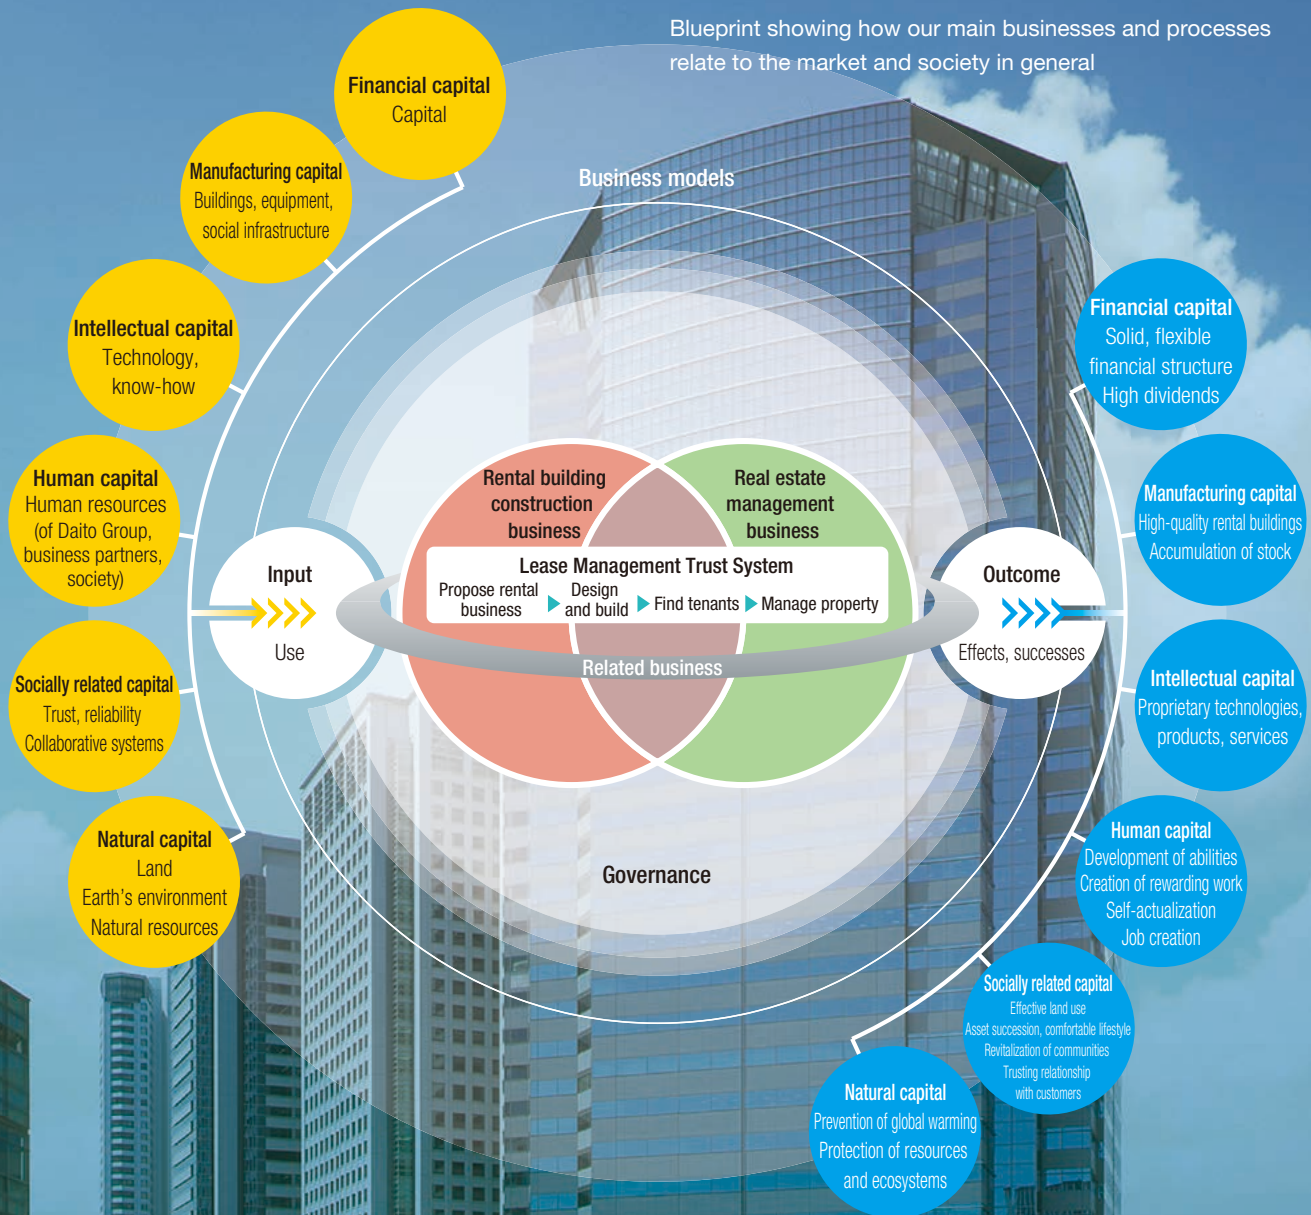 Blueprint showing how our main businesses and processes
relate to the market and society in general
Financial capital
Capital
Manufacturing capital
Buildings, equipment,
social infrastructure
Intellectual capital
Technology,
know-how
Human capital
Human resources
(of Daito Group,
business partners,
society)
Socially related capital
Trust, reliability
Collaborative systems
Natural capital
Land
Earth's environment
Natural resources
Input
Use
Business models
Rental building
construction
business
Real estate
management
business
Lease Management Trust System
Propose rental
business
Design
and build
Find tenants
Manage property
Related business
Governance
Outcome
Effects, successes
Financial capital
Solid, flexible
financial structure
High dividends
Manufacturing capital
High-quality rental buildings
Accumulation of stock
Intellectual capital
Proprietary technologies,
products, services
Human capital
Development of abilities
Creation of rewarding work
Self-actualization
Job creation
Socially related capital
Effective land use
Asset succession, comfortable lifestyle
Revitalization of communities
Trusting relationship
with customers
Natural capital
Prevention of global warming
Protection of resources
and ecosystems